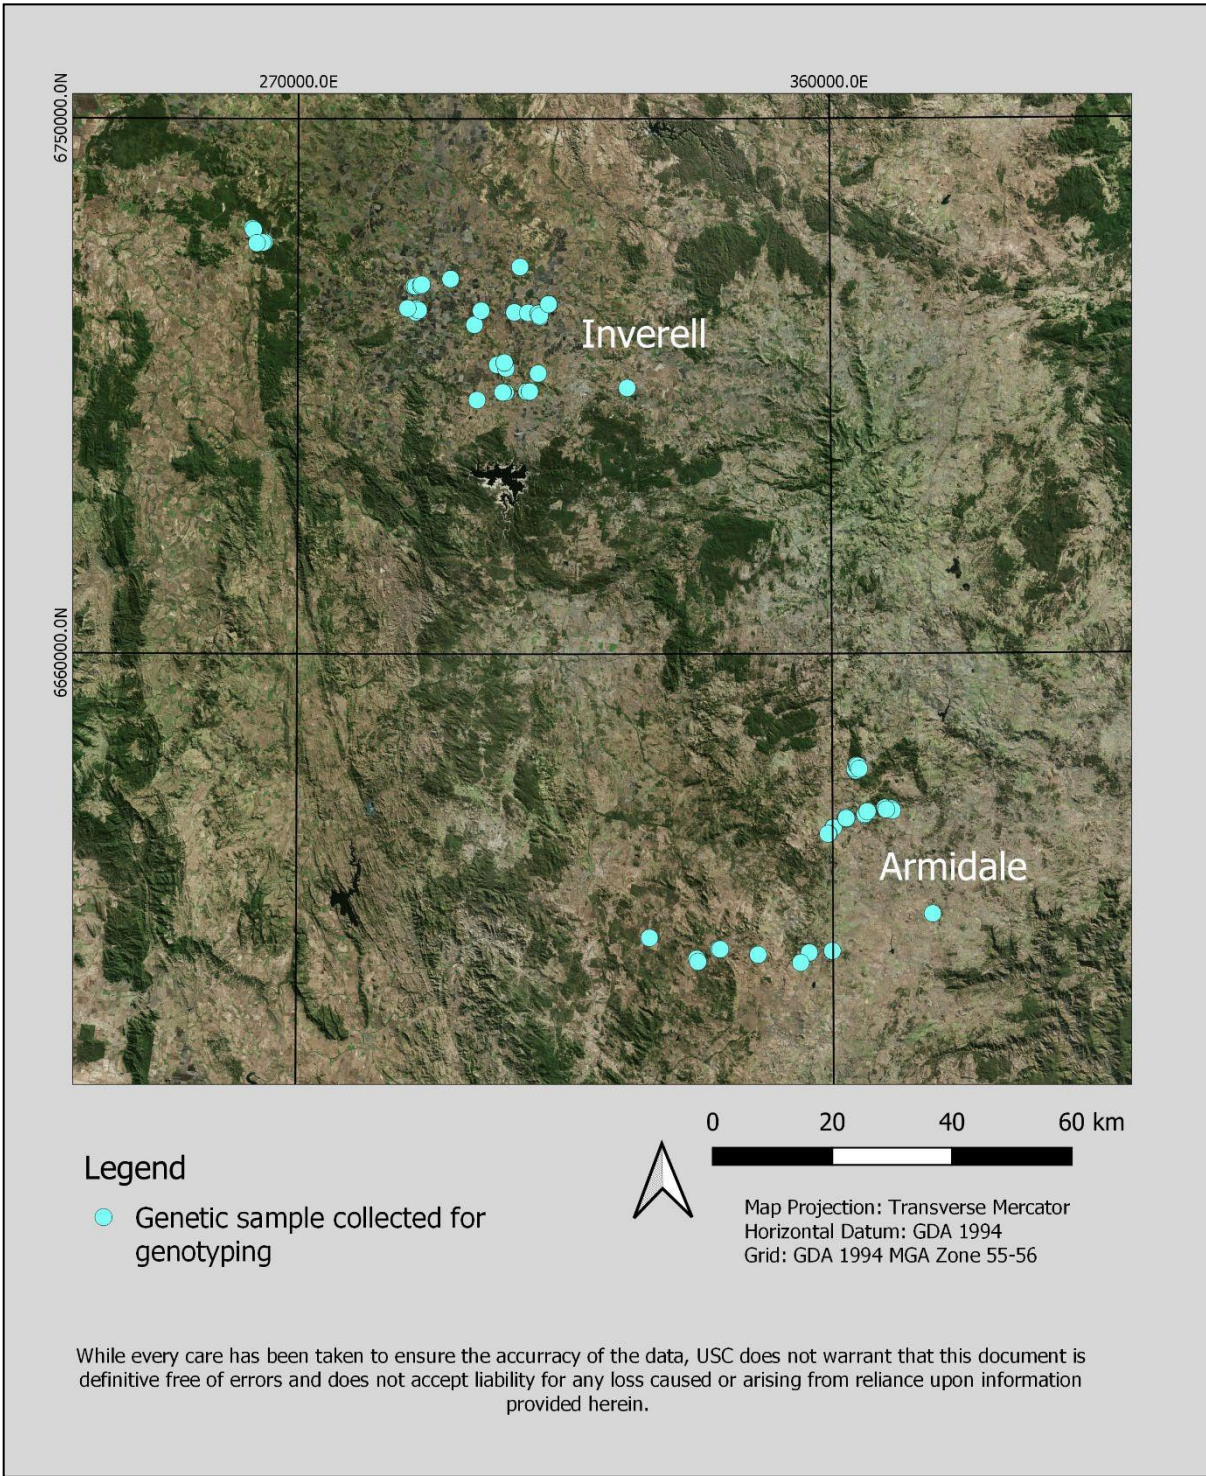 270000.0E
360000.0E
6750000.0N
Inverell
6660000.0N
Armidale
0 20 40 60 km
Legend
Genetic sample collected for
genotyping
Map Projection: Transverse Mercator
Horizontal Datum: GDA 1994
Grid: GDA 1994 MGA Zone 55-56
While every care has been taken to ensure the accurracy of the data, USC does not warrant that this document is
definitive free of errors and does not accept liability for any loss caused or arising from reliance upon information
provided herein.